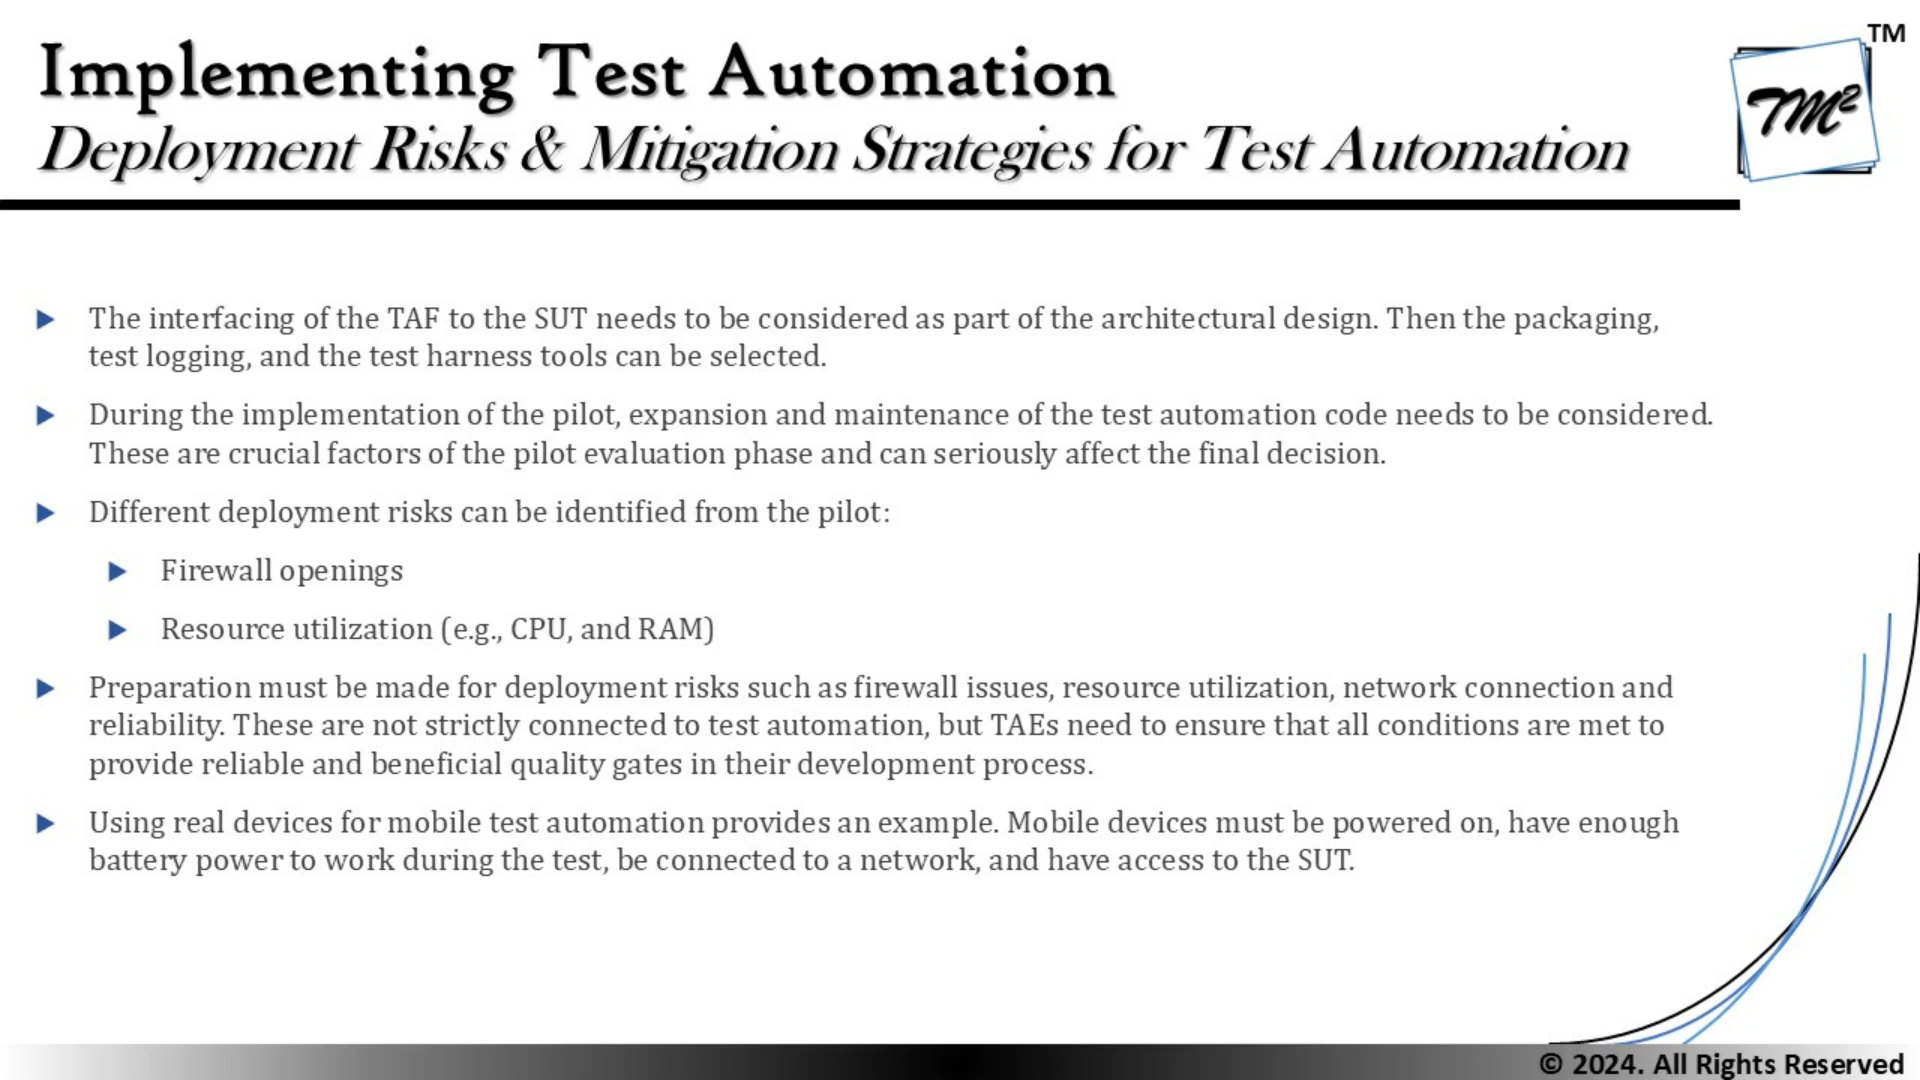 Implementing Test Automation
TM
TM²
Deployment Risks & Mitigation Strategies for Test Automation
The interfacing of the TAF to the SUT needs to be considered as part of the architectural design. Then the packaging,
test logging, and the test harness tools can be selected.
During the implementation of the pilot, expansion and maintenance of the test automation code needs to be considered.
These are crucial factors of the pilot evaluation phase and can seriously affect the final decision.
Different deployment risks can be identified from the pilot:
Firewall openings
Resource utilization (e.g., CPU, and RAM)
Preparation must be made for deployment risks such as firewall issues, resource utilization, network connection and
reliability. These are not strictly connected to test automation, but TAEs need to ensure that all conditions are met to
provide reliable and beneficial quality gates in their development process.
Using real devices for mobile test automation provides an example. Mobile devices must be powered on, have enough
battery power to work during the test, be connected to a network, and have access to the SUT.
© 2024. All Rights Reserved